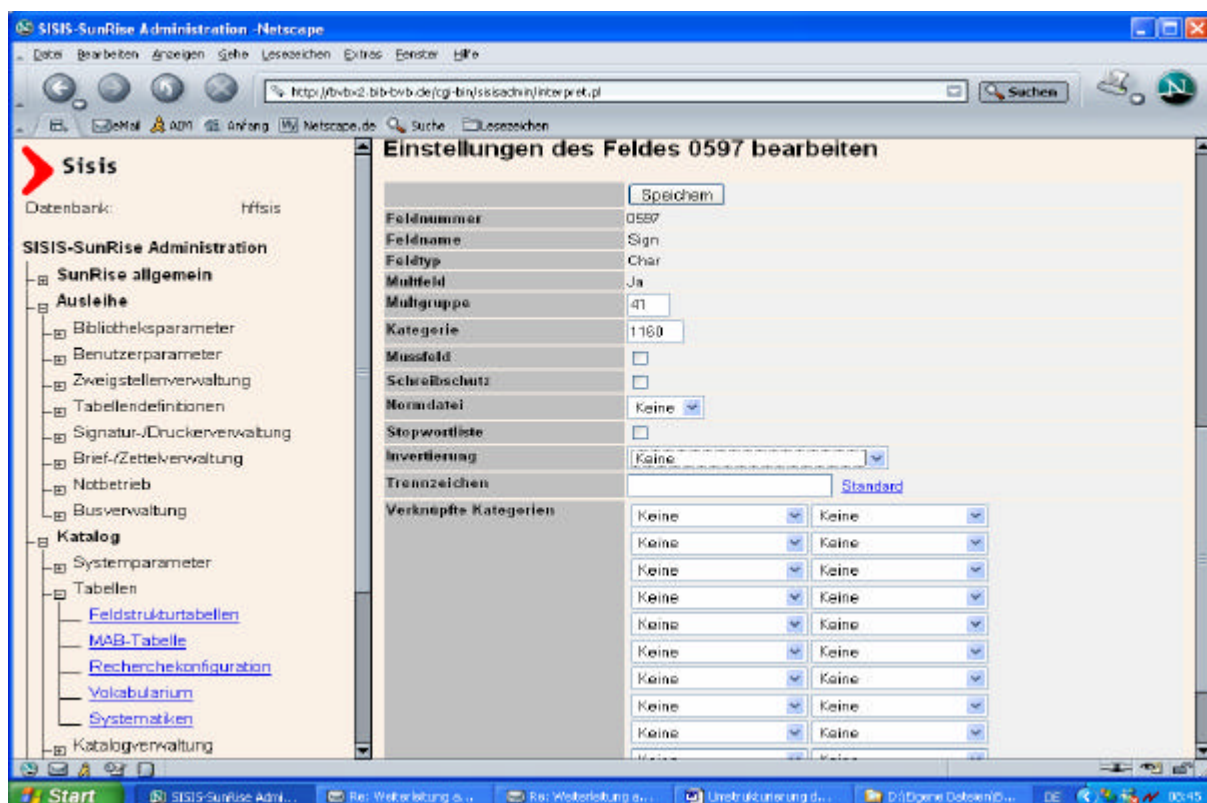 SISIS-SunRise Administration -Netscape
Datei Bearbeiten Anzeigen Gehe Lesezeichen Extras Fenster Hilfe
http://bvbx2.bib-bvb.de/cgi-bin/sisisadmin/interpret.pl
Suchen
eMail AIM Anfang Netscape.de Suche Lesezeichen
Sisis
Datenbank: hffsis
SISIS-SunRise Administration
SunRise allgemein
Ausleihe
Bibliotheksparameter
Benutzerparameter
Zweigstellenverwaltung
Tabellendefinitionen
Signatur-/Druckerverwaltung
Brief-/Zettelverwaltung
Notbetrieb
Busverwaltung
Katalog
Systemparameter
Tabellen
Feldstrukturtabellen
MAB-Tabelle
Recherchekonfiguration
Vokabularium
Systematiken
Katalogverwaltung
Einstellungen des Feldes 0597 bearbeiten
Speichern
Feldnummer 0597
Feldname Sign
Feldtyp Char
Multfeld Ja
Multgruppe 41
Kategorie 1160
Mussfeld
Schreibschutz
Normdatei Keine
Stopwortliste
Invertierung Keine
Trennzeichen Standard
Verknüpfte Kategorien Keine Keine
Keine Keine
Keine Keine
Keine Keine
Keine Keine
Keine Keine
Keine Keine
Keine Keine
Keine Keine
Start SISIS-SunRise Admi... Re: Weiterleitung a... Re: Weiterleitung a... Umstrukturierung d... D:\Eigene Dateien\D... DE 09:45